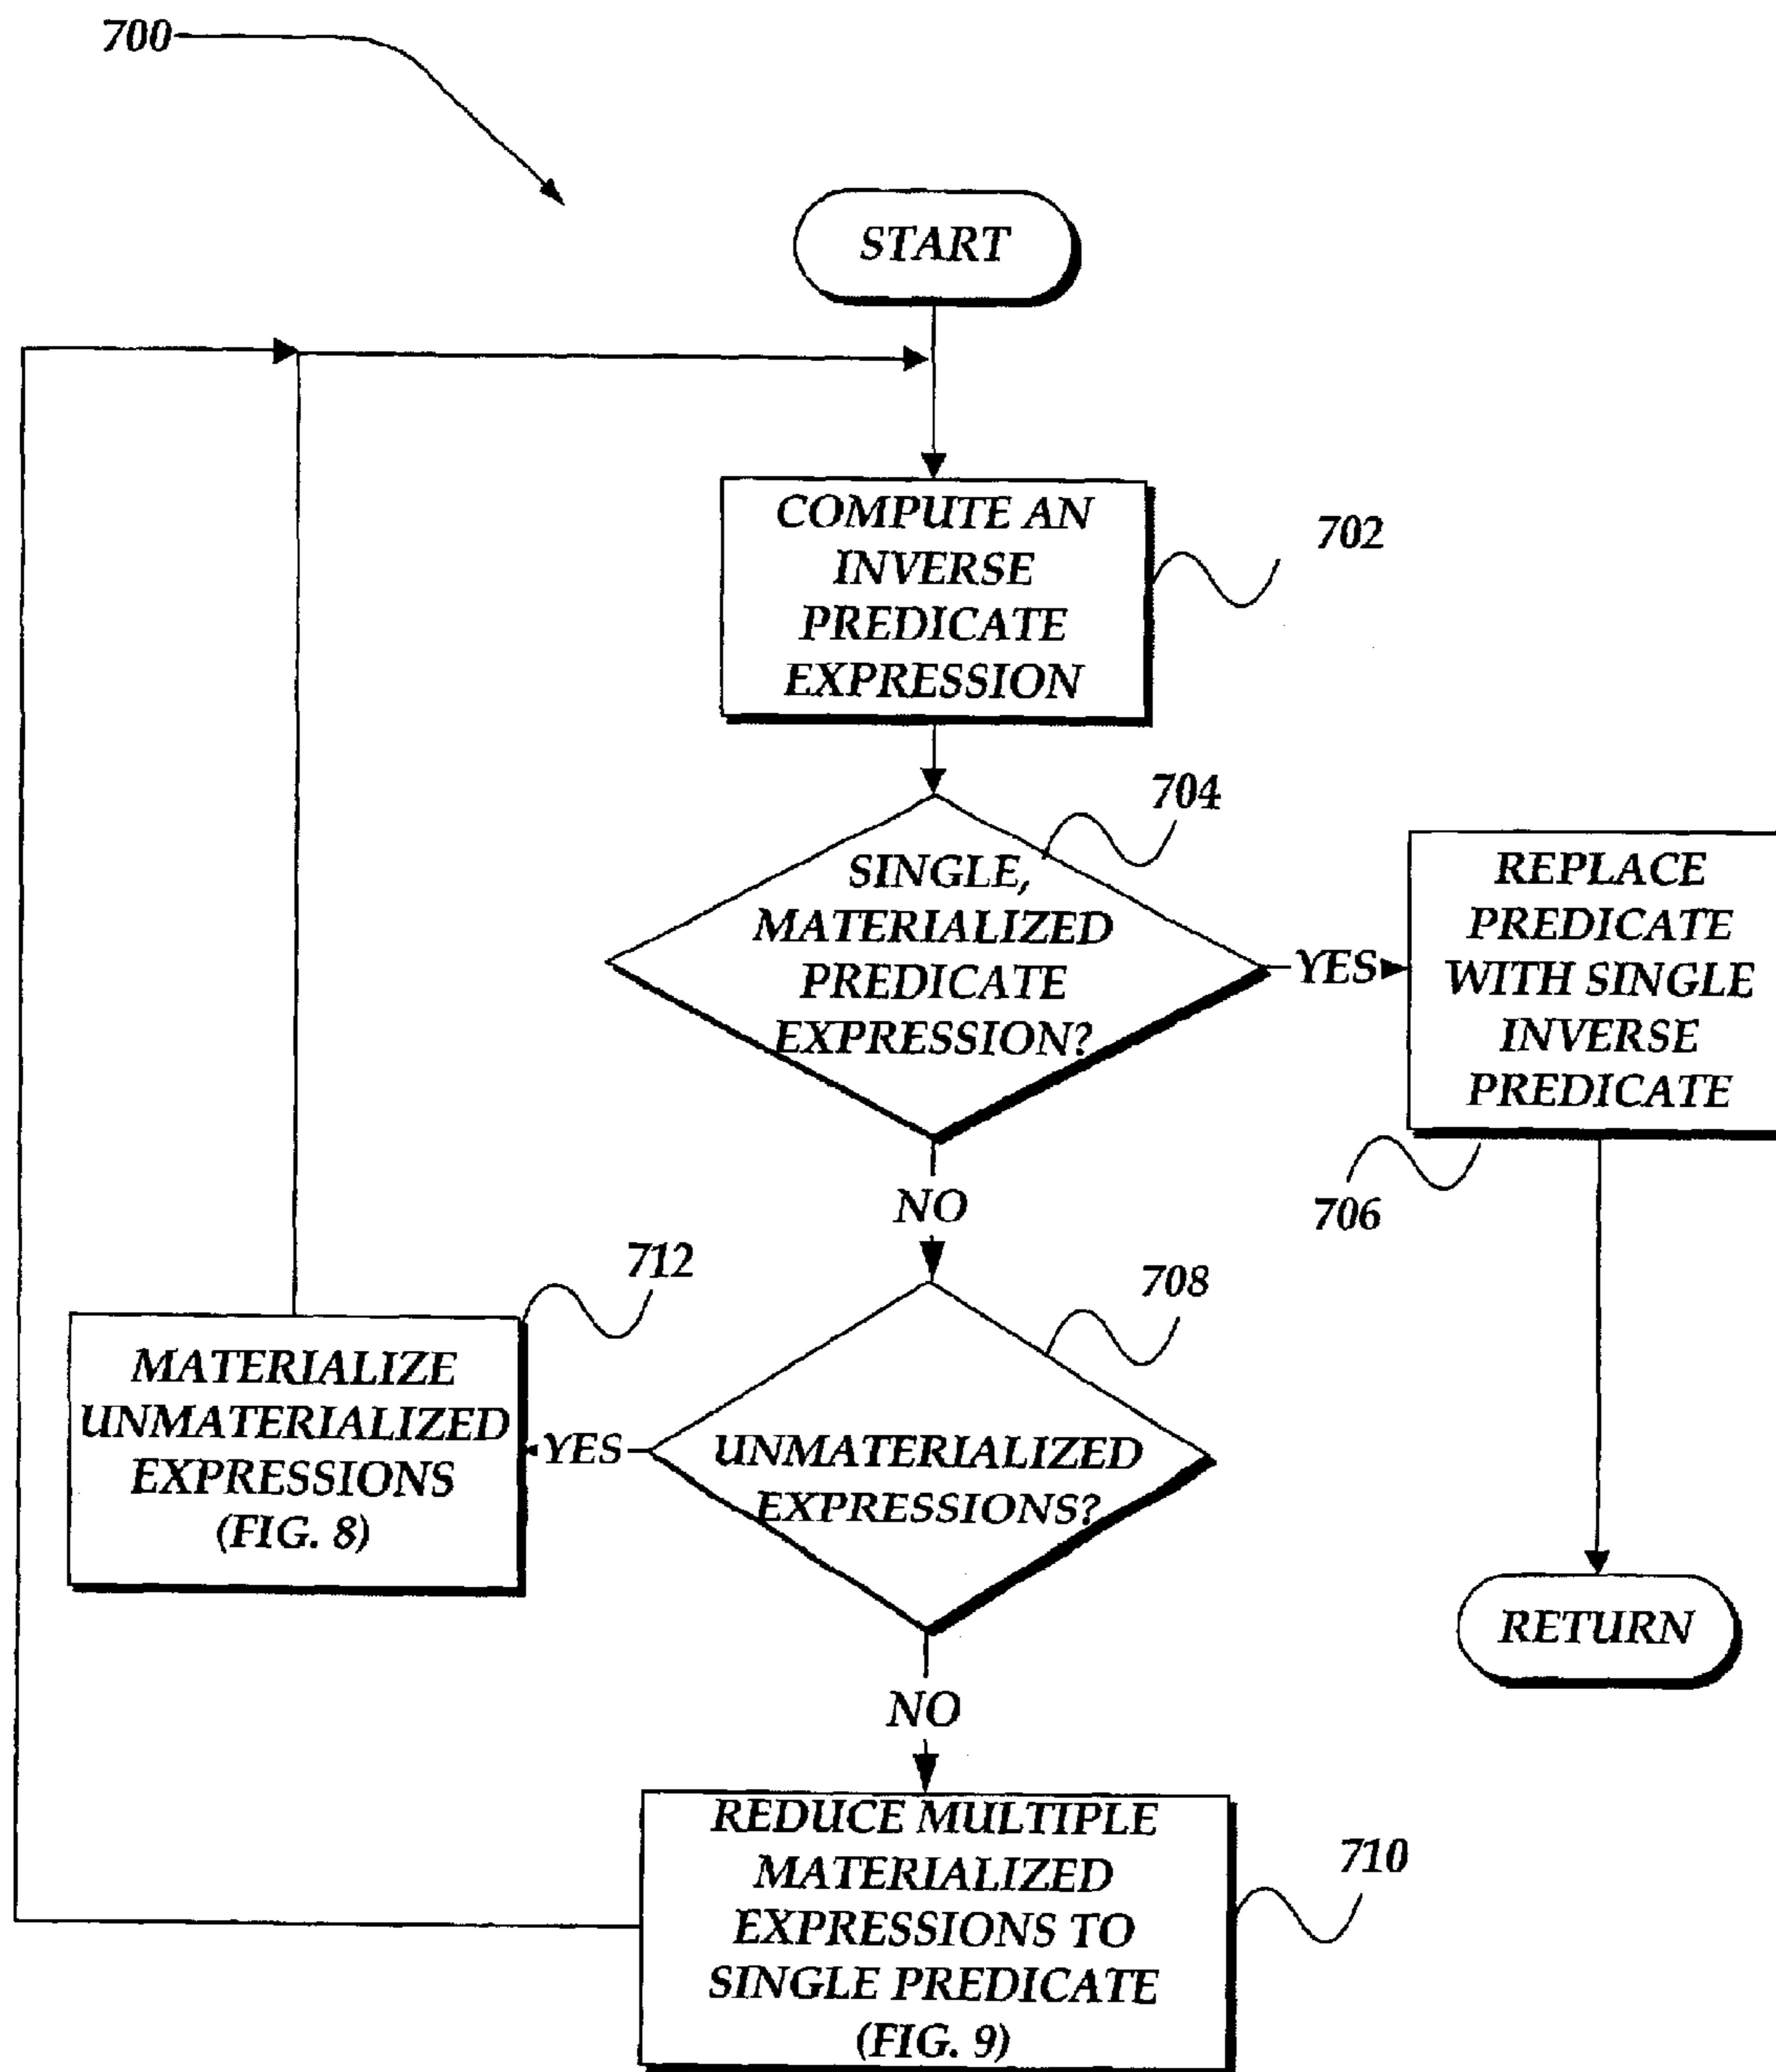 700
START
COMPUTE AN
INVERSE
PREDICATE
EXPRESSION
702
704
SINGLE,
MATERIALIZED
PREDICATE
EXPRESSION?
YES
REPLACE
PREDICATE
WITH SINGLE
INVERSE
PREDICATE
706
NO
712
708
MATERIALIZE
UNMATERIALIZED
EXPRESSIONS
(FIG. 8)
YES
UNMATERIALIZED
EXPRESSIONS?
RETURN
NO
REDUCE MULTIPLE
MATERIALIZED
EXPRESSIONS TO
SINGLE PREDICATE
(FIG. 9)
710